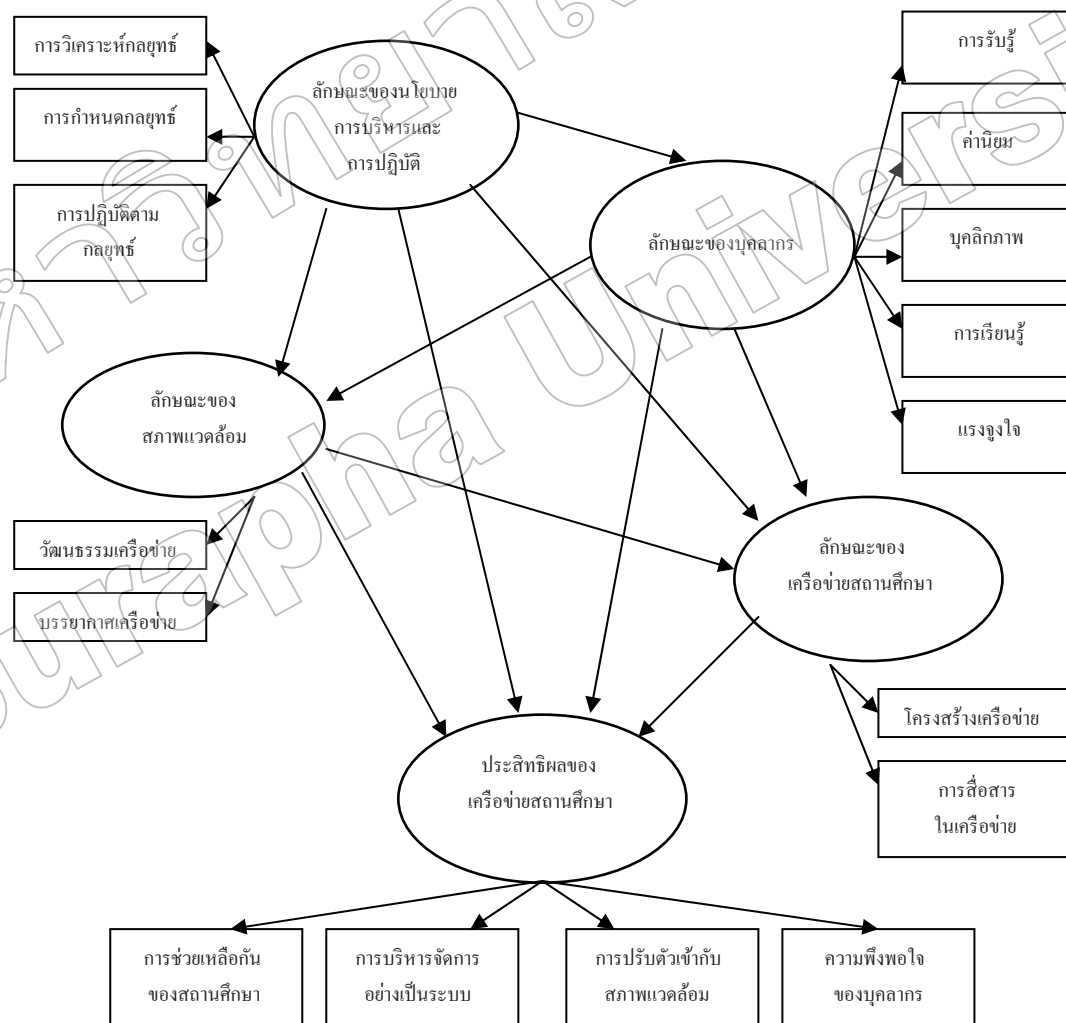 การวิเคราะห์กลยุทธ์
การกำหนดกลยุทธ์
การปฏิบัติตาม
กลยุทธ์
ลักษณะของนโยบาย
การบริหารและ
การปฏิบัติ
ลักษณะของบุคลากร
การรับรู้
ค่านิยม
บุคลิกภาพ
การเรียนรู้
แรงจูงใจ
ลักษณะของ
สภาพแวดล้อม
วัฒนธรรมเครือข่าย
บรรยากาศเครือข่าย
ลักษณะของ
เครือข่ายสถานศึกษา
โครงสร้างเครือข่าย
การสื่อสาร
ในเครือข่าย
ประสิทธิผลของ
เครือข่ายสถานศึกษา
การช่วยเหลือกัน
ของสถานศึกษา
การบริหารจัดการ
อย่างเป็นระบบ
การปรับตัวเข้ากับ
สภาพแวดล้อม
ความพึงพอใจ
ของบุคลากร